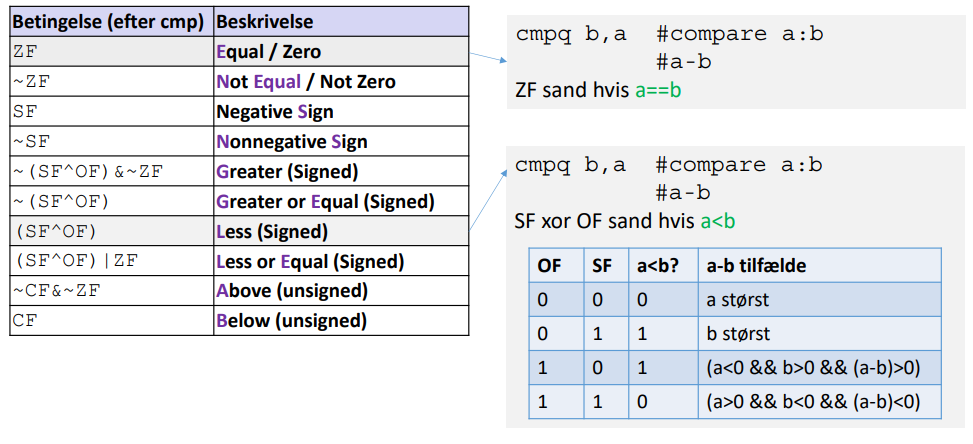 Betingelse (efter cmp) Beskrivelse
ZF Equal / Zero
~ZF Not Equal / Not Zero
SF Negative Sign
~SF Nonnegative Sign
~(SF^OF)&~ZF Greater (Signed)
~(SF^OF) Greater or Equal (Signed)
(SF^OF) Less (Signed)
(SF^OF)|ZF Less or Equal (Signed)
~CF&~ZF Above (unsigned)
CF Below (unsigned)
cmpq b,a #compare a:b
#a-b
ZF sand hvis a==b
cmpq b,a #compare a:b
#a-b
SF xor OF sand hvis a<b
OF SF a<b? a-b tilfælde
0 0 0 a størst
0 1 1 b størst
1 0 1 (a<0 && b>0 && (a-b)>0)
1 1 0 (a>0 && b<0 && (a-b)<0)